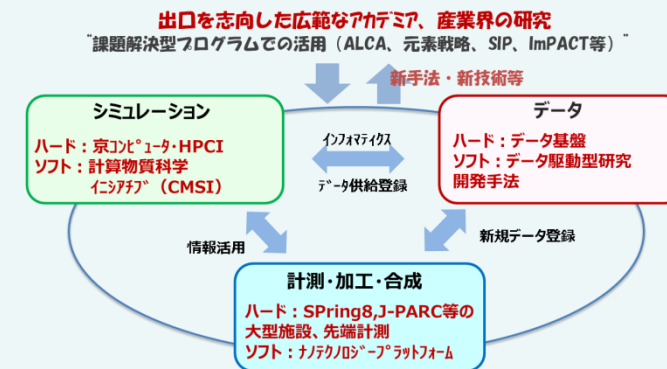 出口を志向した広範なアカデミア、産業界の研究
¨課題解決型プログラムでの活用（ALCA、元素戦略、SIP、ImPACT等）¨
新手法・新技術等
シミュレーション
ハード：京ｺﾝﾋﾟｭｰﾀ・HPCI
ソフト：計算物質科学
ｲﾆｼｱﾁﾌﾞ（CMSI）
ｲﾝﾌｫﾏﾃｨｸｽ
ﾃﾞｰﾀ供給登録
データ
ハード：データ基盤
ソフト：データ駆動型研究
開発手法
情報活用
新規データ登録
計測・加工・合成
ハード：SPring8,J-PARC等の
大型施設、先端計測
ソフト：ﾅﾉﾃｸﾉﾛｼﾞｰﾌﾟﾗｯﾄﾌｫｰﾑ